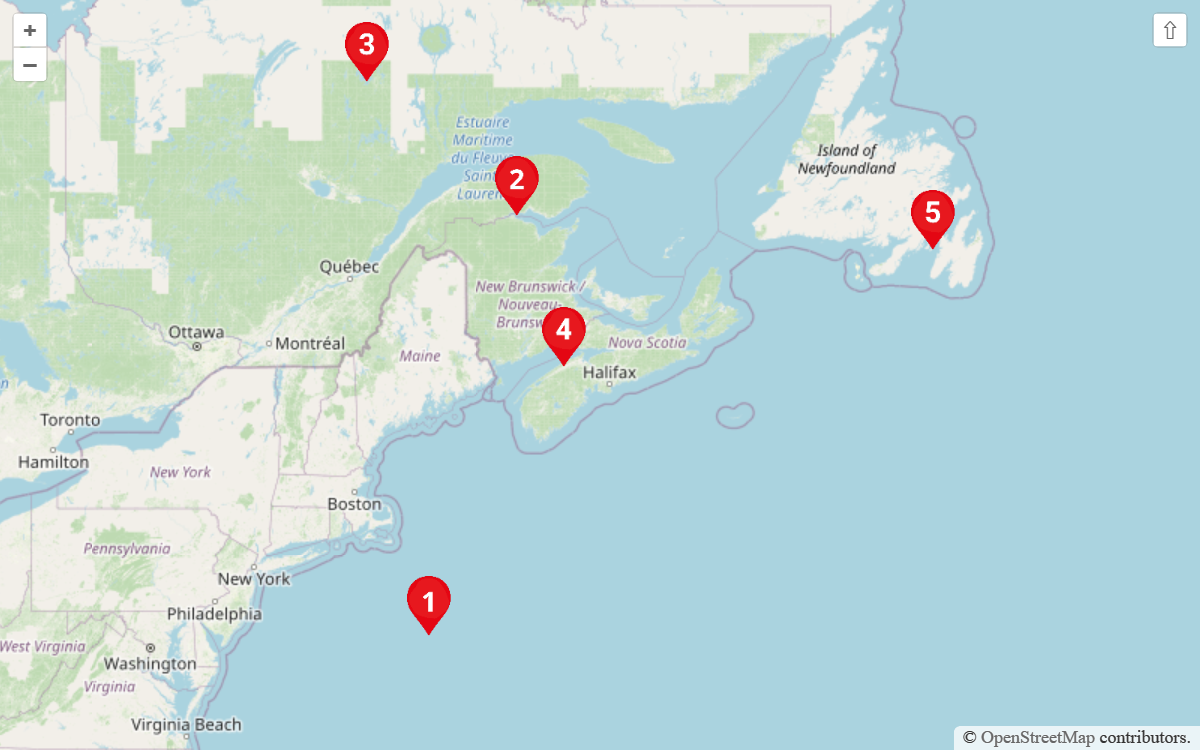 +
−
⇧
3
Estuaire
Maritime
du Fleuve
Saint
Laurent
2
Island of
Newfoundland
5
Québec
New Brunswick /
Nouveau-
Brunsw
4
Nova Scotia
Ottawa
Montréal
Maine
Halifax
Toronto
Hamilton
New York
Boston
Pennsylvania
New York
1
Philadelphia
West Virginia
Washington
Virginia
Virginia Beach
© OpenStreetMap contributors.